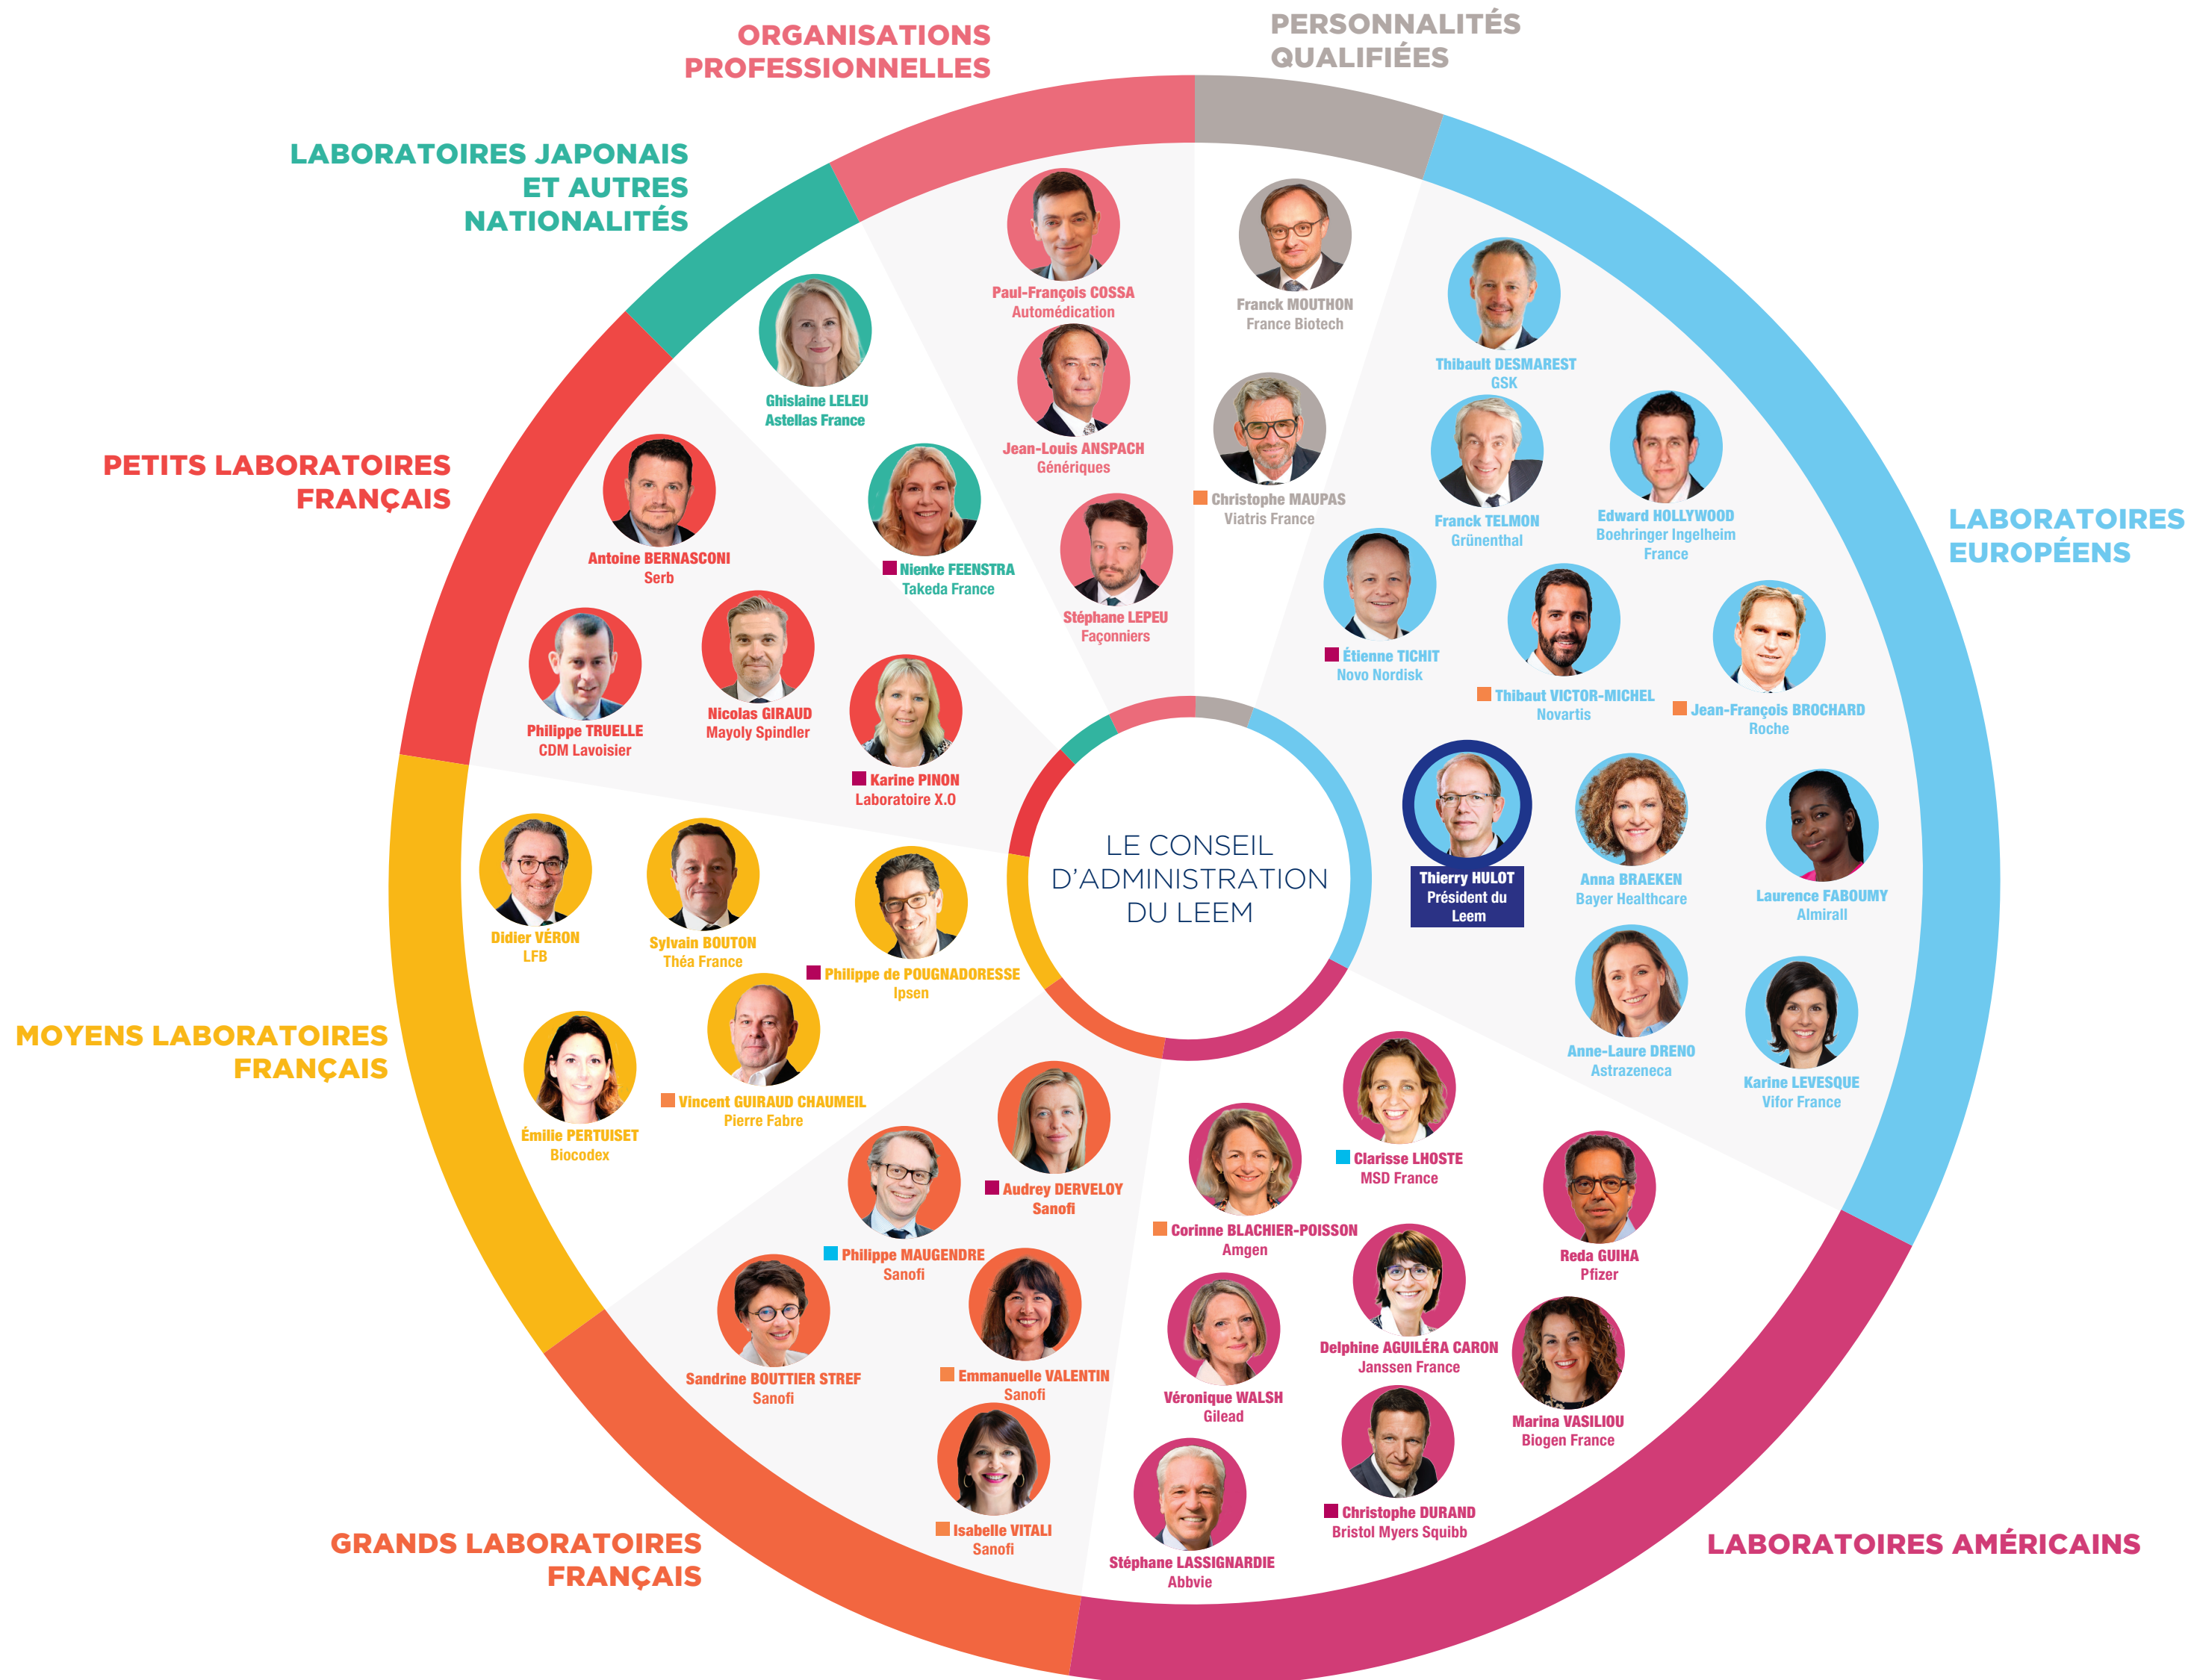 ORGANISATIONS
PROFESSIONNELLES
PERSONNALITÉS
QUALIFIÉES
LABORATOIRES JAPONAIS
ET AUTRES
NATIONALITÉS
PETITS LABORATOIRES
FRANÇAIS
LABORATOIRES
EUROPÉENS
MOYENS LABORATOIRES
FRANÇAIS
GRANDS LABORATOIRES
FRANÇAIS
LABORATOIRES AMÉRICAINS
LE CONSEIL
D'ADMINISTRATION
DU LEEM
Paul-François COSSA
Automédication
Jean-Louis ANSPACH
Génériques
Stéphane LEPEU
Façonniers
Franck MOUTHON
France Biotech
Christophe MAUPAS
Viatris France
Thibault DESMAREST
GSK
Franck TELMON
Grünenthal
Edward HOLLYWOOD
Boehringer Ingelheim
France
Étienne TICHIT
Novo Nordisk
Thibaut VICTOR-MICHEL
Novartis
Jean-François BROCHARD
Roche
Thierry HULOT
Président du
Leem
Anna BRAEKEN
Bayer Healthcare
Laurence FABOUMY
Almirall
Anne-Laure DRENO
Astrazeneca
Karine LEVESQUE
Vifor France
Clarisse LHOSTE
MSD France
Corinne BLACHIER-POISSON
Amgen
Reda GUIHA
Pfizer
Delphine AGUILÉRA CARON
Janssen France
Véronique WALSH
Gilead
Marina VASILIOU
Biogen France
Christophe DURAND
Bristol Myers Squibb
Stéphane LASSIGNARDIE
Abbvie
Audrey DERVELOY
Sanofi
Philippe MAUGENDRE
Sanofi
Sandrine BOUTTIER STREF
Sanofi
Emmanuelle VALENTIN
Sanofi
Isabelle VITALI
Sanofi
Didier VÉRON
LFB
Sylvain BOUTON
Théa France
Philippe de POUGNADORESSE
Ipsen
Vincent GUIRAUD CHAUMEIL
Pierre Fabre
Émilie PERTUISET
Biocodex
Antoine BERNASCONI
Serb
Philippe TRUELLE
CDM Lavoisier
Nicolas GIRAUD
Mayoly Spindler
Karine PINON
Laboratoire X.O
Ghislaine LELEU
Astellas France
Nienke FEENSTRA
Takeda France